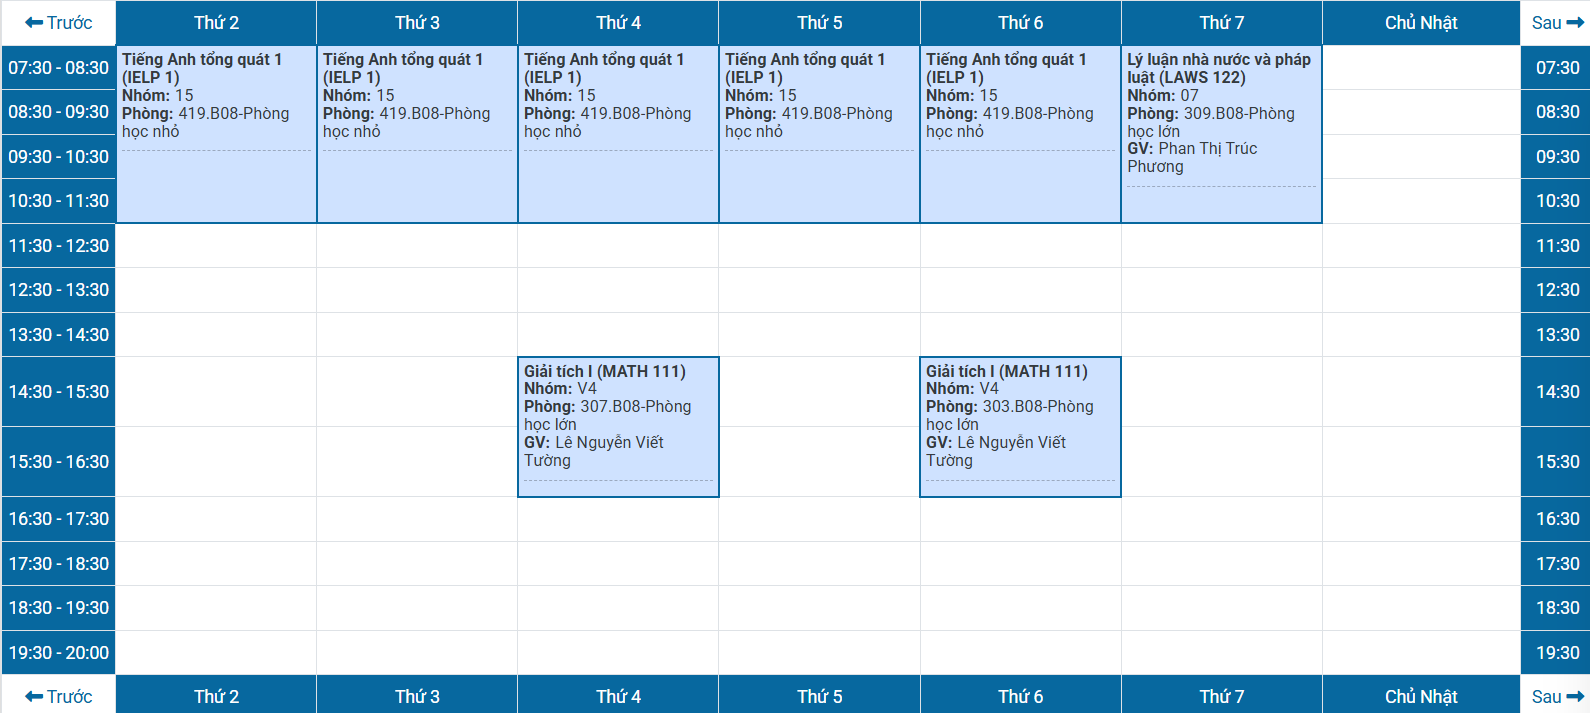 Trước Thứ 2 Thứ 3 Thứ 4 Thứ 5 Thứ 6 Thứ 7 Chủ Nhật Sau
07:30 - 08:30
08:30 - 09:30
09:30 - 10:30
10:30 - 11:30
11:30 - 12:30
12:30 - 13:30
13:30 - 14:30
14:30 - 15:30
15:30 - 16:30
16:30 - 17:30
17:30 - 18:30
18:30 - 19:30
19:30 - 20:00
Tiếng Anh tổng quát 1
(IELP 1)
Nhóm: 15
Phòng: 419.B08-Phòng
học nhỏ
Tiếng Anh tổng quát 1
(IELP 1)
Nhóm: 15
Phòng: 419.B08-Phòng
học nhỏ
Tiếng Anh tổng quát 1
(IELP 1)
Nhóm: 15
Phòng: 419.B08-Phòng
học nhỏ
Giải tích I (MATH 111)
Nhóm: V4
Phòng: 307.B08-Phòng
học lớn
GV: Lê Nguyễn Viết
Tường
Tiếng Anh tổng quát 1
(IELP 1)
Nhóm: 15
Phòng: 419.B08-Phòng
học nhỏ
Tiếng Anh tổng quát 1
(IELP 1)
Nhóm: 15
Phòng: 419.B08-Phòng
học nhỏ
Giải tích I (MATH 111)
Nhóm: V4
Phòng: 303.B08-Phòng
học lớn
GV: Lê Nguyễn Viết
Tường
Lý luận nhà nước và pháp
luật (LAWS 122)
Nhóm: 07
Phòng: 309.B08-Phòng
học lớn
GV: Phan Thị Trúc
Phương
07:30
08:30
09:30
10:30
11:30
12:30
13:30
14:30
15:30
16:30
17:30
18:30
19:30
Trước Thứ 2 Thứ 3 Thứ 4 Thứ 5 Thứ 6 Thứ 7 Chủ Nhật Sau